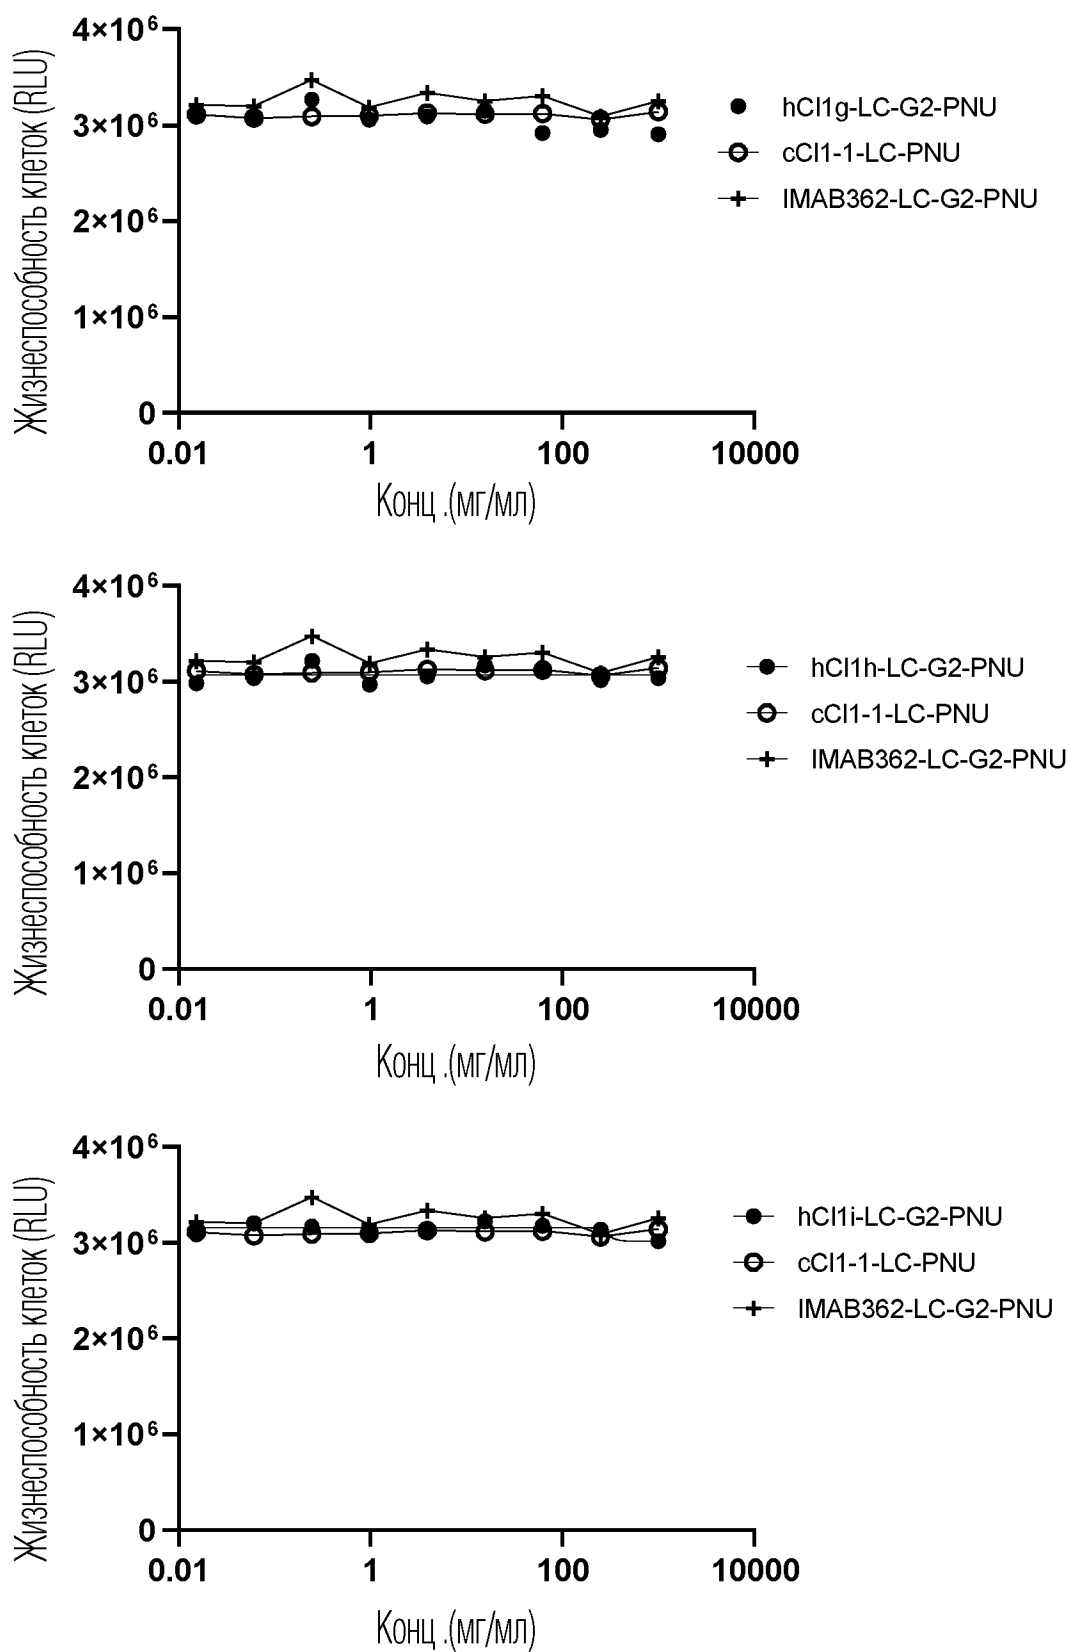 Жизнеспособность клеток (RLU)
4×10⁶
3×10⁶
2×10⁶
1×10⁶
0
0.01 1 100 10000
Конц .(мг/мл)
hCl1g-LC-G2-PNU
cCl1-1-LC-PNU
IMAB362-LC-G2-PNU
Жизнеспособность клеток (RLU)
4×10⁶
3×10⁶
2×10⁶
1×10⁶
0
0.01 1 100 10000
Конц .(мг/мл)
hCl1h-LC-G2-PNU
cCl1-1-LC-PNU
IMAB362-LC-G2-PNU
Жизнеспособность клеток (RLU)
4×10⁶
3×10⁶
2×10⁶
1×10⁶
0
0.01 1 100 10000
Конц .(мг/мл)
hCl1i-LC-G2-PNU
cCl1-1-LC-PNU
IMAB362-LC-G2-PNU